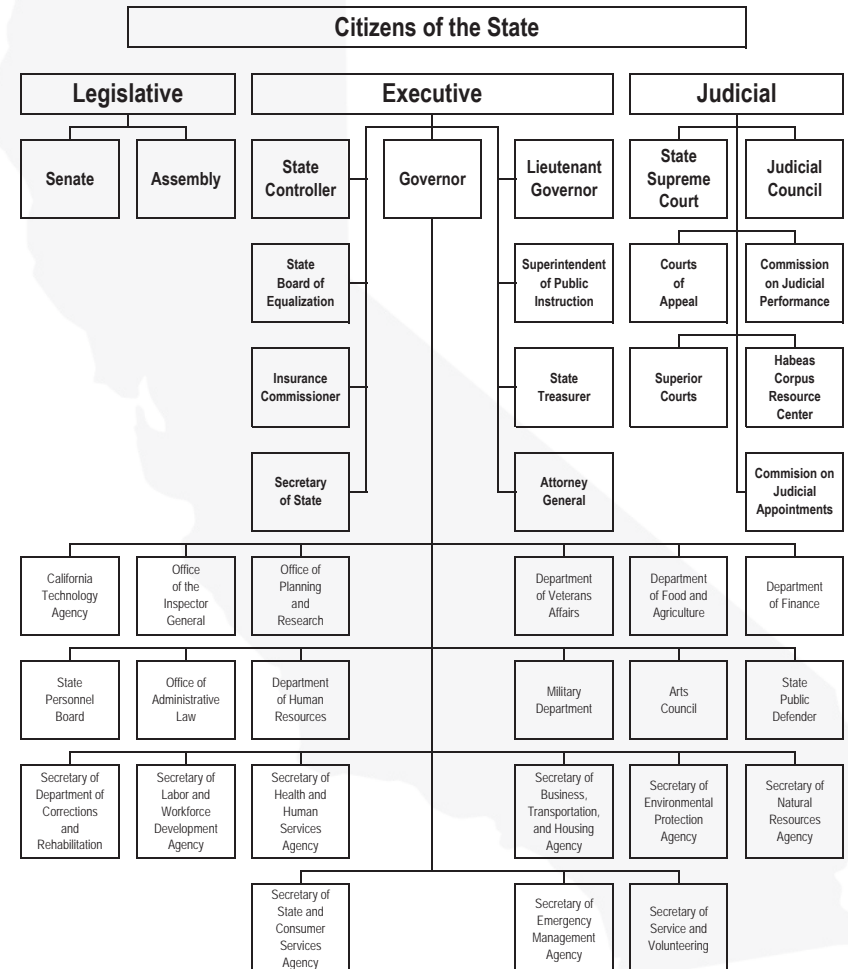 Citizens of the State
Legislative
Executive
Judicial
Senate
Assembly
State
Controller
Governor
Lieutenant
Governor
State
Supreme
Court
Judicial
Council
State
Board of
Equalization
Superintendent
of Public
Instruction
Courts
of
Appeal
Commission
on Judicial
Performance
Insurance
Commissioner
State
Treasurer
Superior
Courts
Habeas
Corpus
Resource
Center
Secretary
of State
Attorney
General
Commision on
Judicial
Appointments
California
Technology
Agency
Office
of the
Inspector
General
Office of
Planning
and
Research
Department
of Veterans
Affairs
Department
of Food and
Agriculture
Department
of Finance
State
Personnel
Board
Office of
Administrative
Law
Department
of Human
Resources
Military
Department
Arts
Council
State
Public
Defender
Secretary of
Department of
Corrections
and
Rehabilitation
Secretary of
Labor and
Workforce
Development
Agency
Secretary of
Health and
Human
Services
Agency
Secretary of
Business,
Transportation,
and Housing
Agency
Secretary of
Environmental
Protection
Agency
Secretary of
Natural
Resources
Agency
Secretary of
State and
Consumer
Services
Agency
Secretary of
Emergency
Management
Agency
Secretary of
Service and
Volunteering